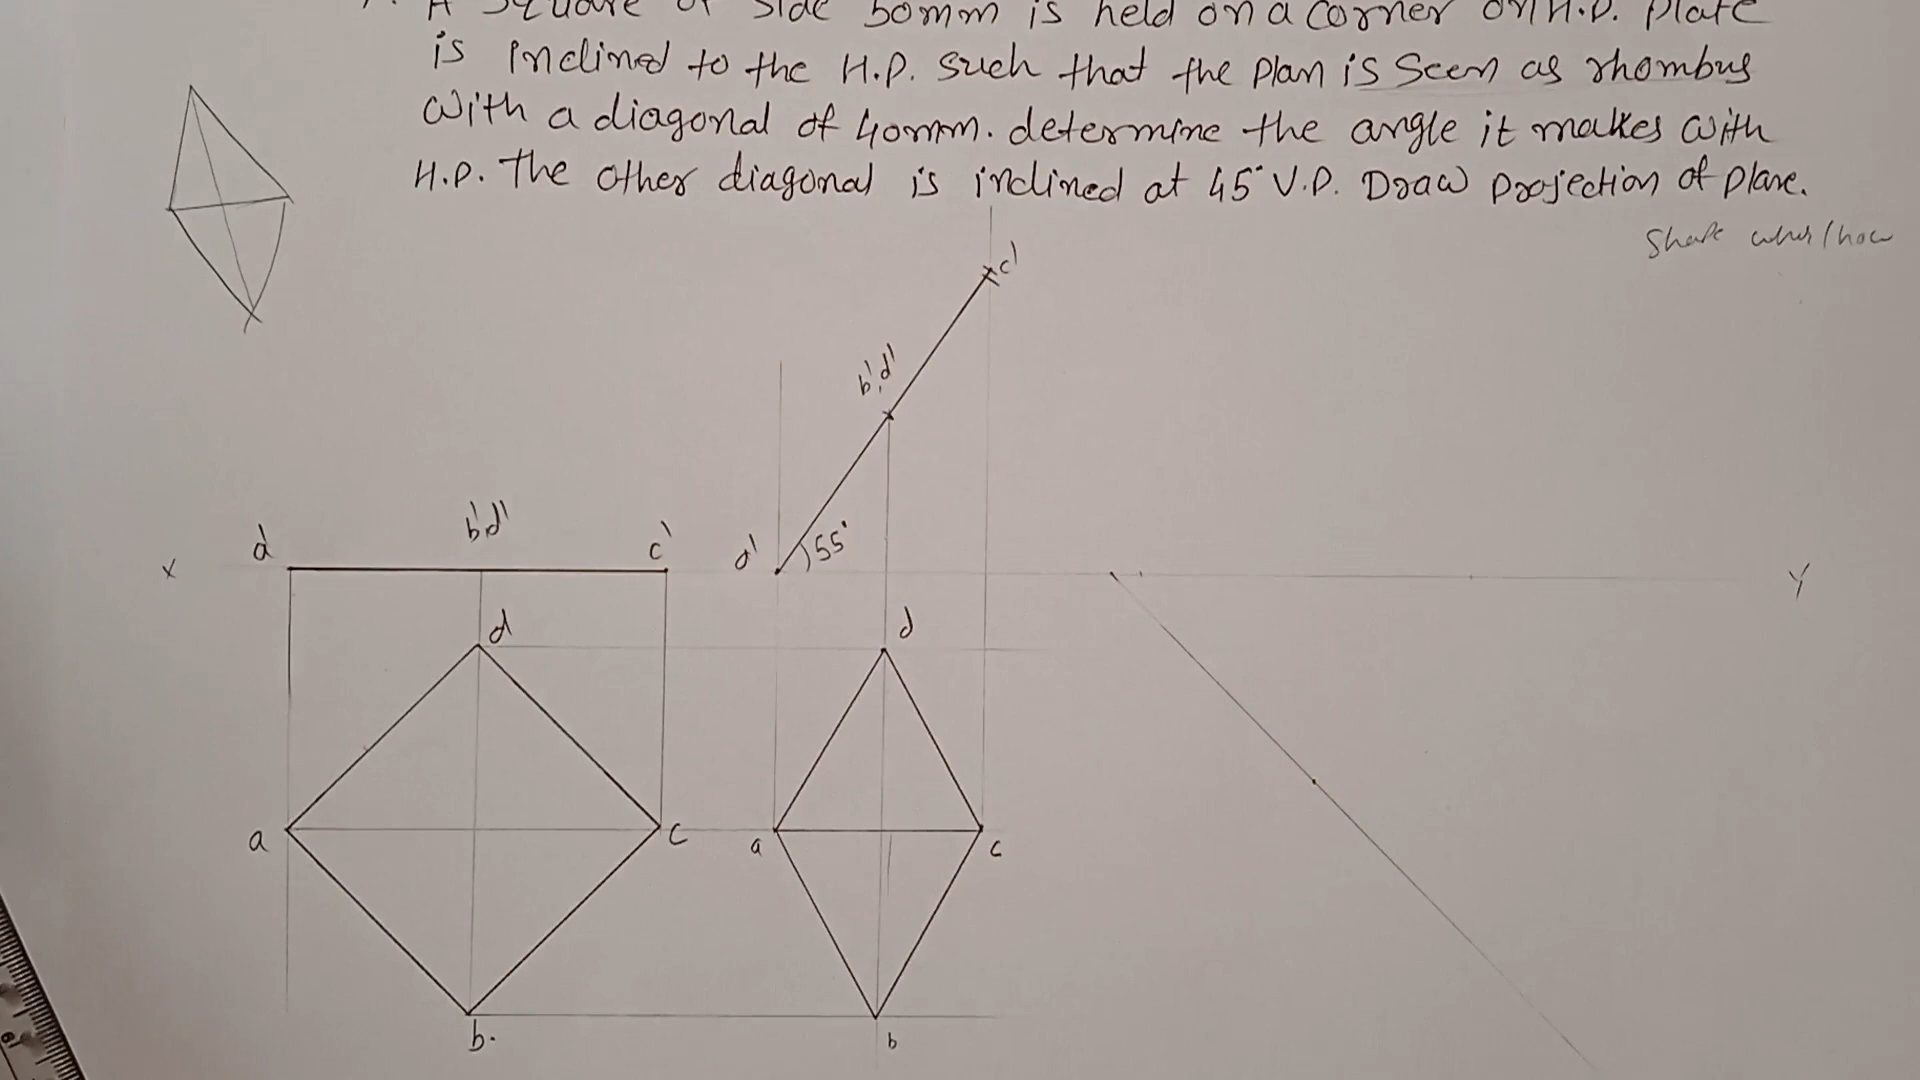 A Square of Side 50mm is held on a corner on H.P. Plate
is Inclined to the H.P. Such that the Plan is Seen as rhombus
With a diagonal of 40mm. determine the angle it makes with
H.P. The other diagonal is inclined at 45° V.P. Draw Projection of plane.
c'
b',d'
b'd'
d
c'
a'
55°
X
Y
d
d
a
c
a
c
b.
b